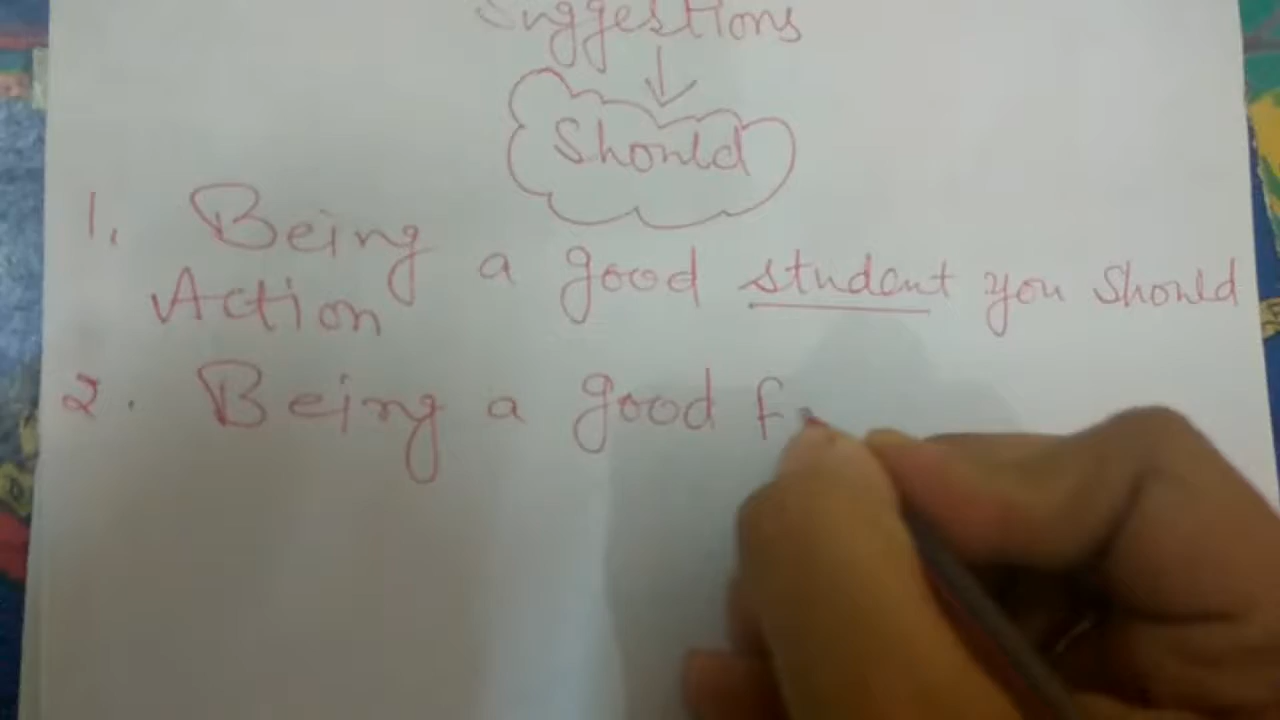 Suggestions
Should
1. Being a good student you should
Action
2. Being a good f